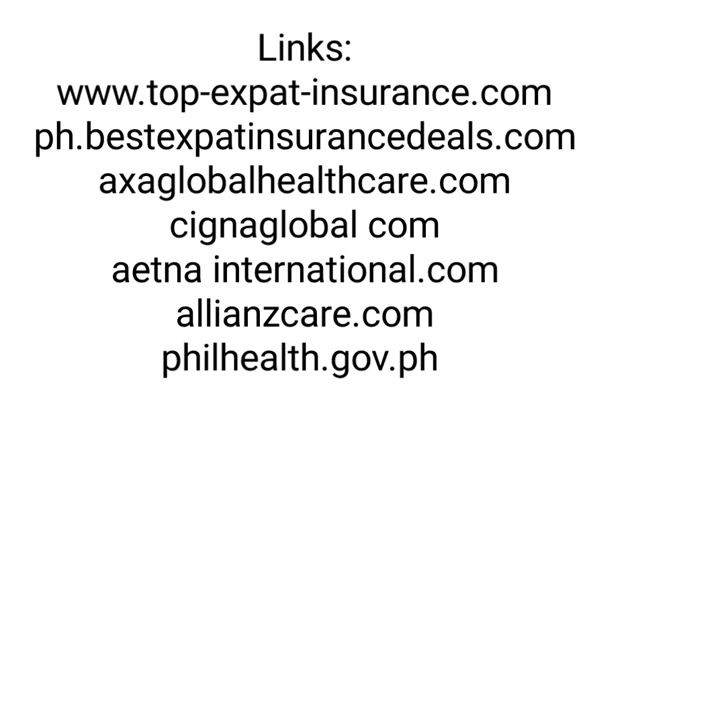 Links:
www.top-expat-insurance.com
ph.bestexpatinsurancedeals.com
axaglobalhealthcare.com
cignaglobal com
aetna international.com
allianzcare.com
philhealth.gov.ph